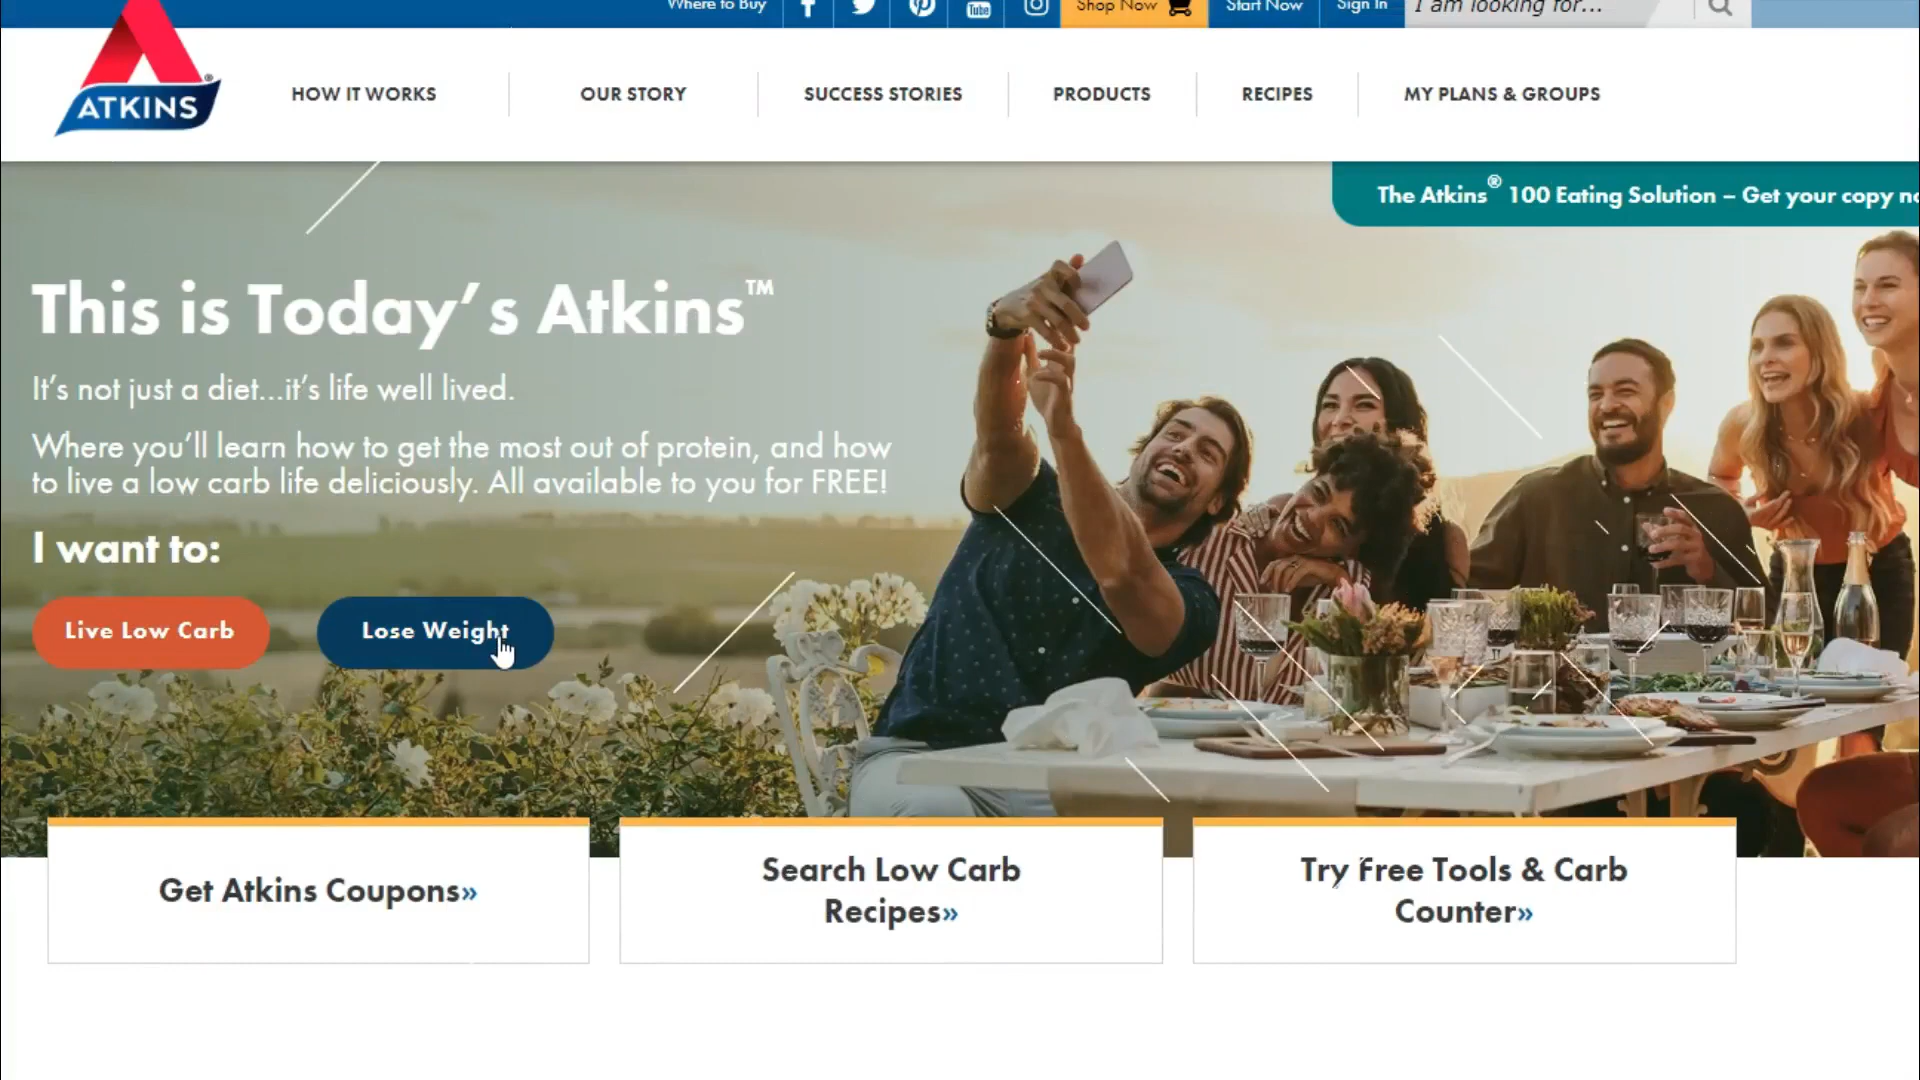 Where to Buy
You
Tube
Shop Now
Start Now
Sign In
I am looking for...
ATKINS®
HOW IT WORKS
OUR STORY
SUCCESS STORIES
PRODUCTS
RECIPES
MY PLANS & GROUPS
The Atkins® 100 Eating Solution – Get your copy no
This is Today's Atkins™
It's not just a diet...it's life well lived.
Where you'll learn how to get the most out of protein, and how
to live a low carb life deliciously. All available to you for FREE!
I want to:
Live Low Carb
Lose Weight
Get Atkins Coupons»
Search Low Carb
Recipes»
Try Free Tools & Carb
Counter»